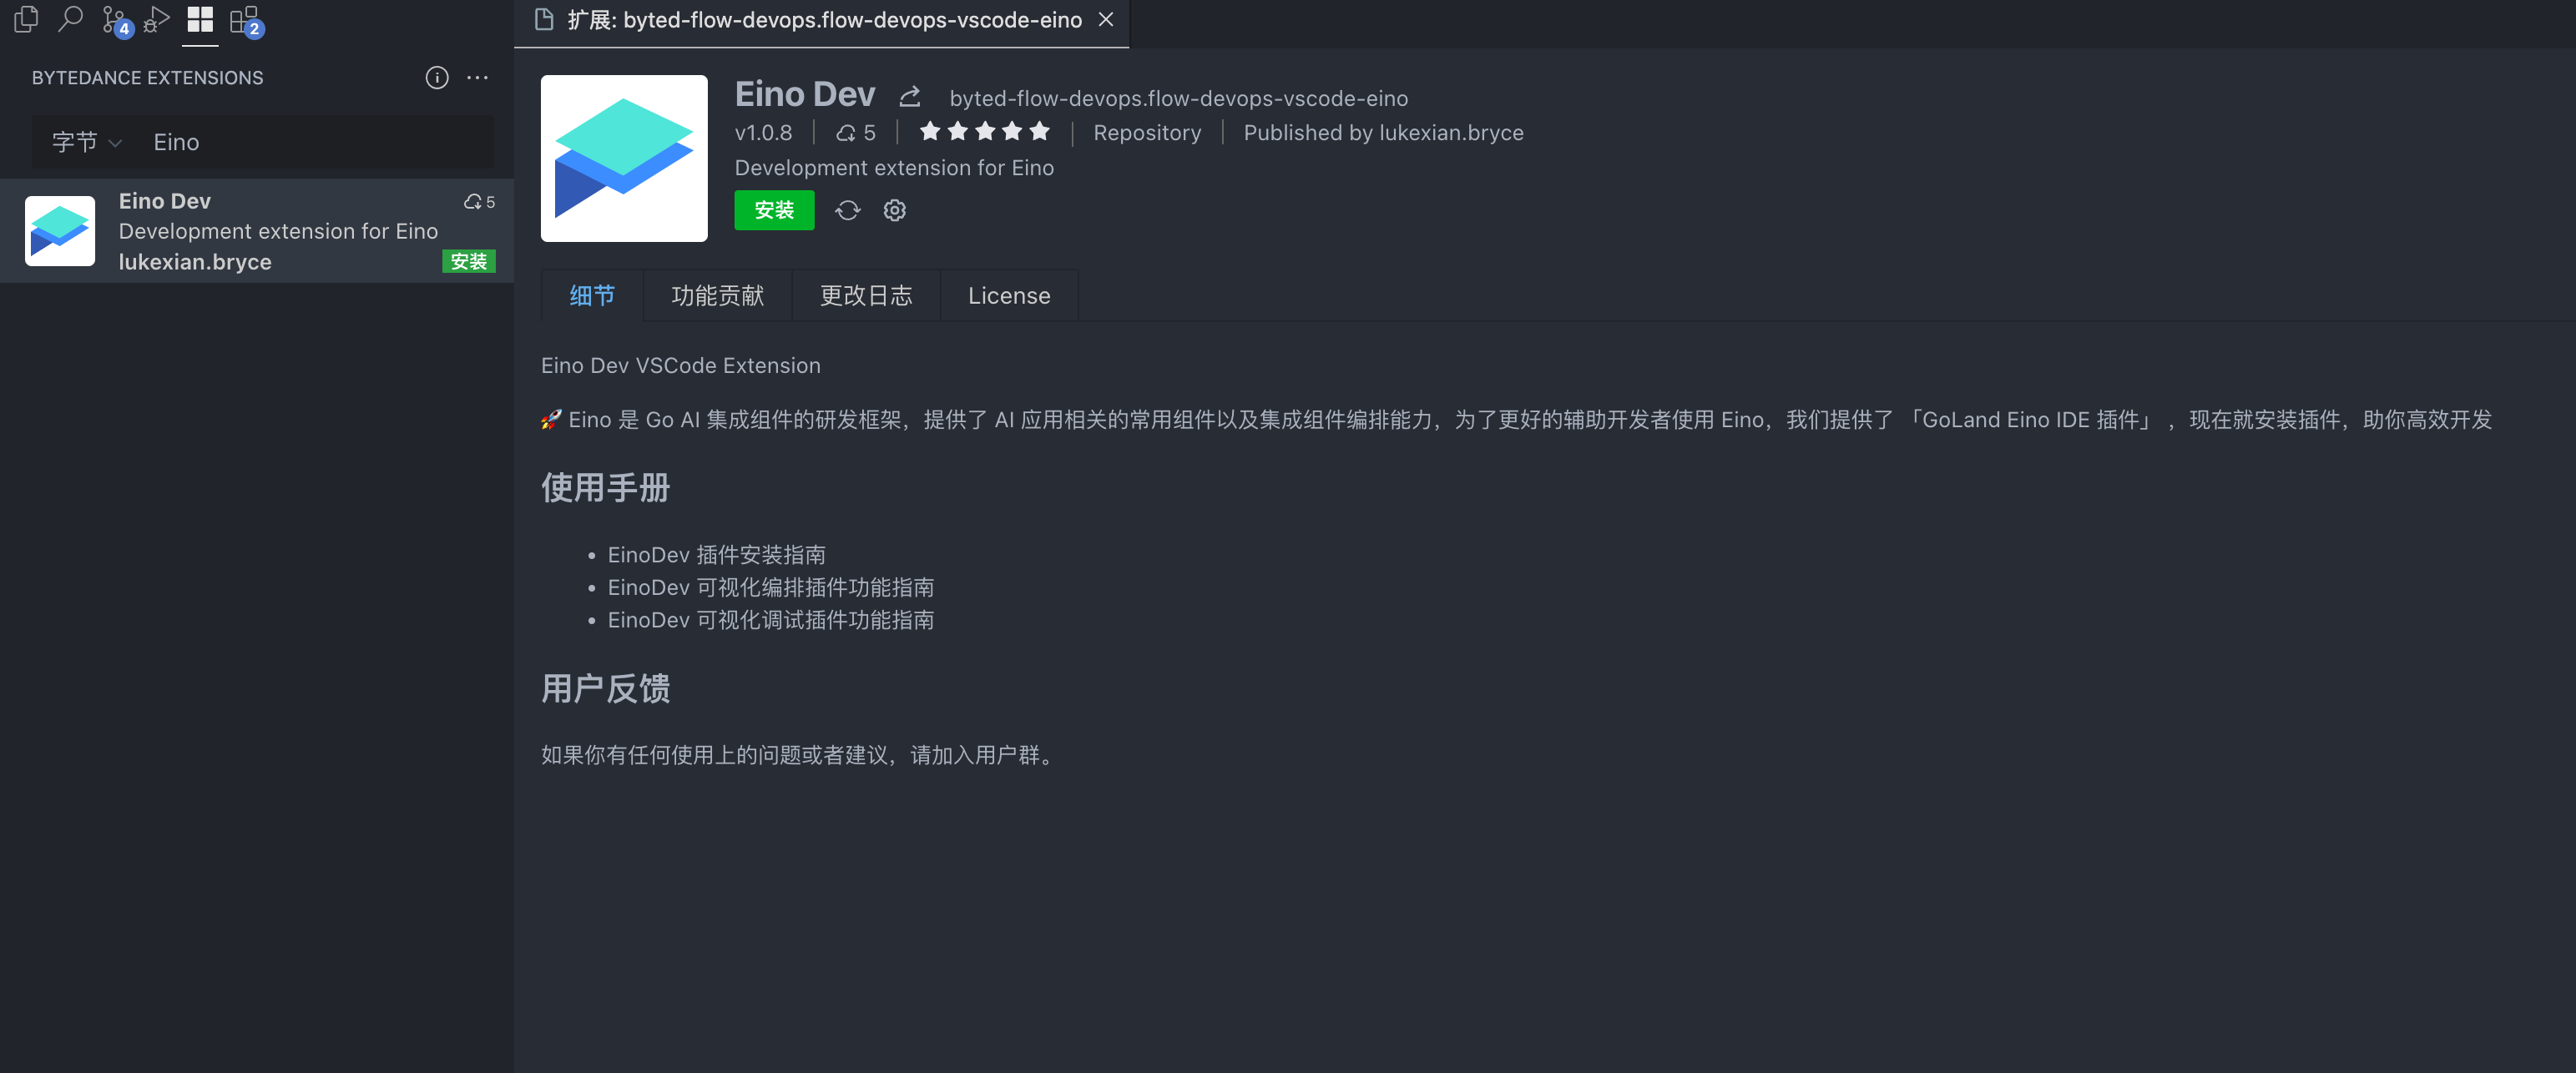 4
2
BYTEDANCE EXTENSIONS
字节 Eino
Eino Dev 5
Development extension for Eino
lukexian.bryce 安装
扩展: byted-flow-devops.flow-devops-vscode-eino
Eino Dev byted-flow-devops.flow-devops-vscode-eino
v1.0.8 | 5 | ★★★★★ | Repository | Published by lukexian.bryce
Development extension for Eino
安装
细节 功能贡献 更改日志 License
Eino Dev VSCode Extension
🚀 Eino 是 Go AI 集成组件的研发框架，提供了 AI 应用相关的常用组件以及集成组件编排能力，为了更好的辅助开发者使用 Eino，我们提供了 「GoLand Eino IDE 插件」 ，现在就安装插件，助你高效开发
使用手册
• EinoDev 插件安装指南
• EinoDev 可视化编排插件功能指南
• EinoDev 可视化调试插件功能指南
用户反馈
如果你有任何使用上的问题或者建议，请加入用户群。